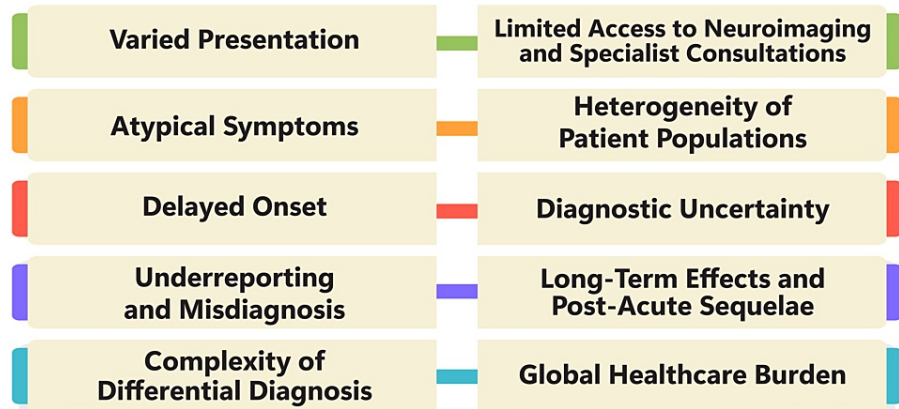 Varied Presentation
Limited Access to Neuroimaging
and Specialist Consultations
Atypical Symptoms
Heterogeneity of
Patient Populations
Delayed Onset
Diagnostic Uncertainty
Underreporting
and Misdiagnosis
Long-Term Effects and
Post-Acute Sequelae
Complexity of
Differential Diagnosis
Global Healthcare Burden